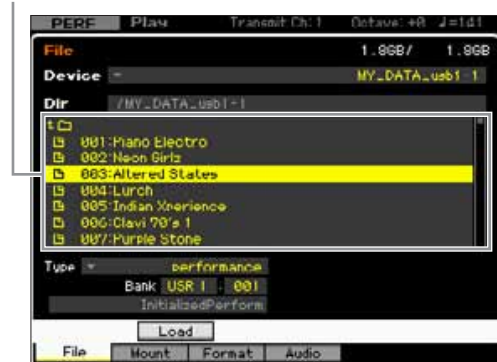 PERF Play Transmit Ch: 1 Octave: +0 ♩=141
File 1.8GB/ 1.9GB
Device MY_DATA_usb1-1
Dir /MY_DATA_usb1-1
001:Piano Electro
002:Neon Girlz
003:Altered States
004:Lurch
005:Indian Xperience
006:Clavi 70's 1
007:Purple Stone
Type performance
Bank USR 1 - 001
InitializedPerform
Load
File Mount Format Audio